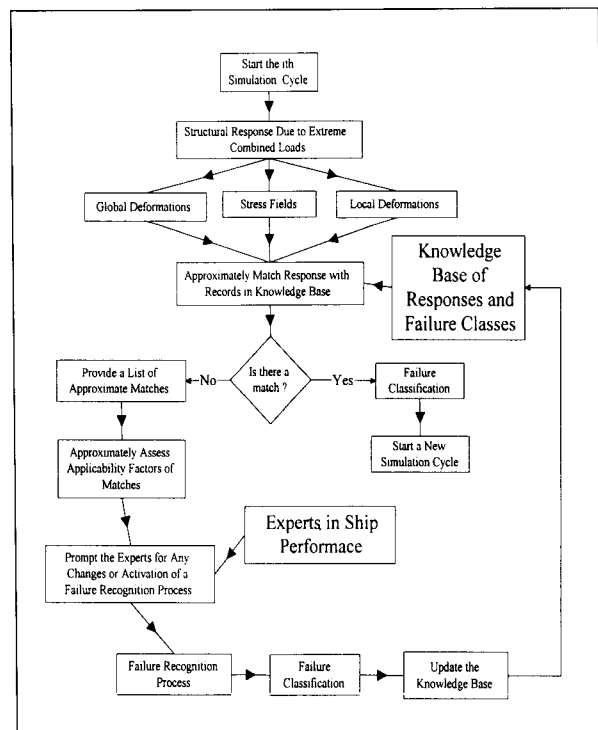 Start the ith
Simulation Cycle
Structural Response Due to Extreme
Combined Loads
Global Deformations
Stress Fields
Local Deformations
Approximately Match Response with
Records in Knowledge Base
Knowledge
Base of
Responses and
Failure Classes
Is there a
match ?
No
Yes
Provide a List of
Approximate Matches
Failure
Classification
Approximately Assess
Applicability Factors of
Matches
Start a New
Simulation Cycle
Experts in Ship
Performace
Prompt the Experts for Any
Changes or Activation of a
Failure Recognition Process
Failure Recognition
Process
Failure
Classification
Update the
Knowledge Base